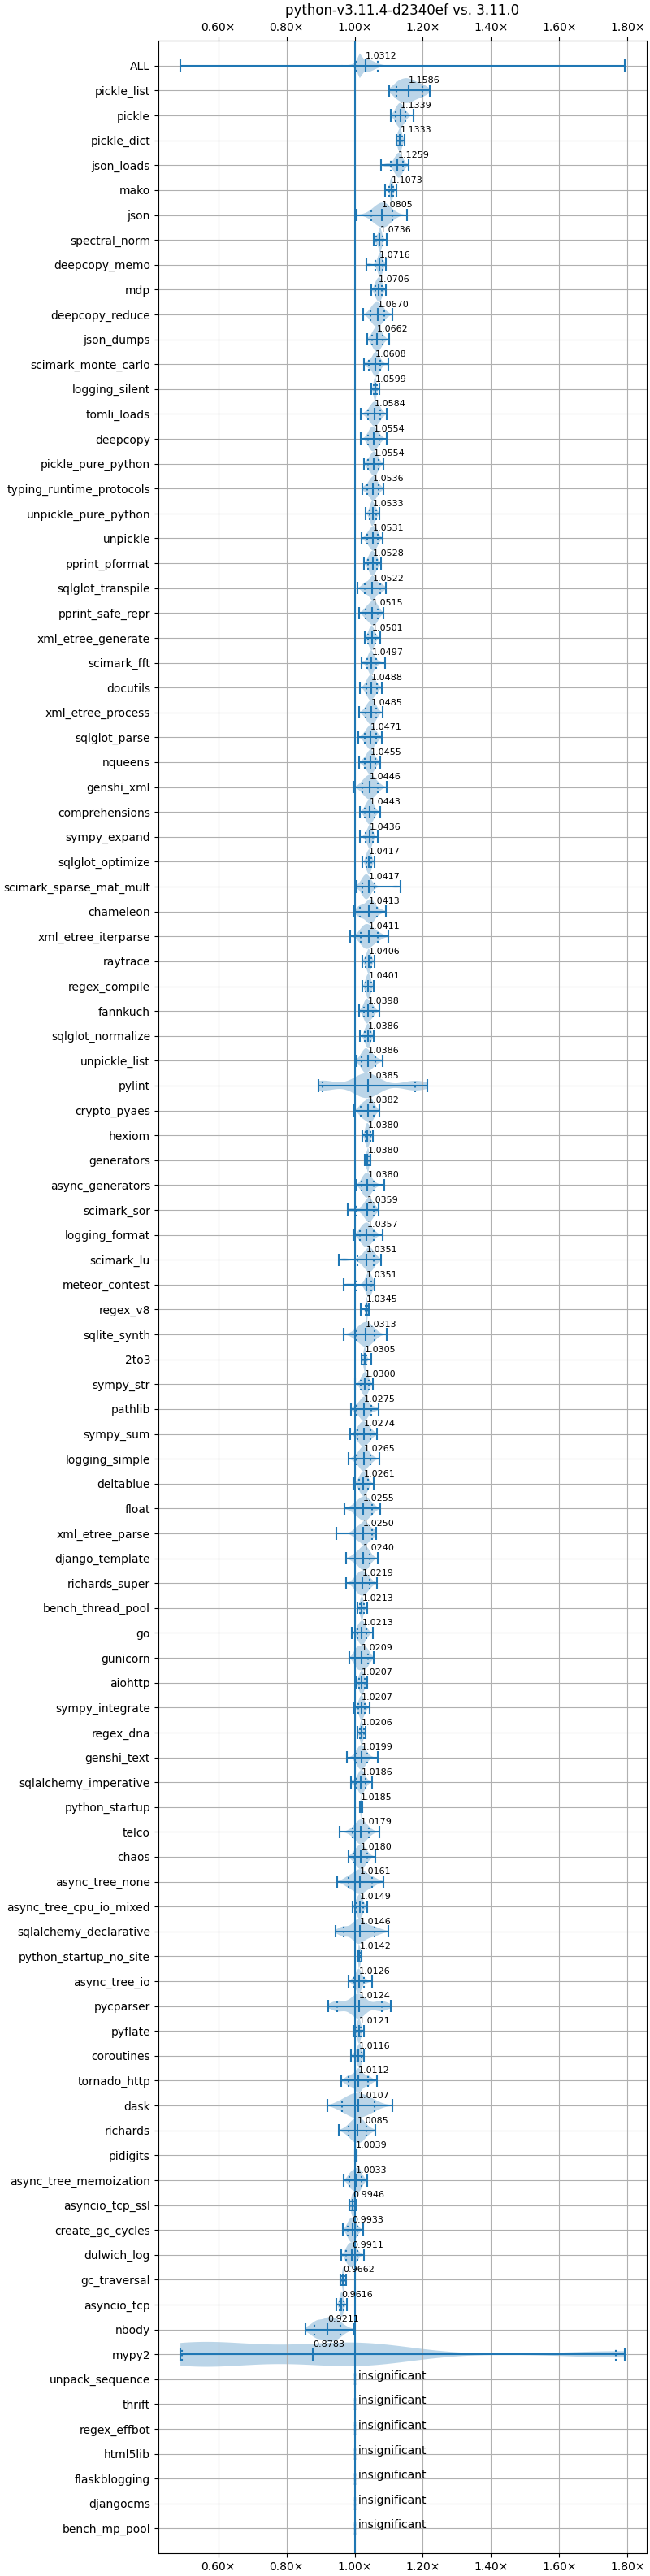 python-v3.11.4-d2340ef vs. 3.11.0
0.60× 0.80× 1.00× 1.20× 1.40× 1.60× 1.80×
ALL 1.0312
pickle_list 1.1586
pickle 1.1339
pickle_dict 1.1333
json_loads 1.1259
mako 1.1073
json 1.0805
spectral_norm 1.0736
deepcopy_memo 1.0716
mdp 1.0706
deepcopy_reduce 1.0670
json_dumps 1.0662
scimark_monte_carlo 1.0608
logging_silent 1.0599
tomli_loads 1.0584
deepcopy 1.0554
pickle_pure_python 1.0554
typing_runtime_protocols 1.0536
unpickle_pure_python 1.0533
unpickle 1.0531
pprint_pformat 1.0528
sqlglot_transpile 1.0522
pprint_safe_repr 1.0515
xml_etree_generate 1.0501
scimark_fft 1.0497
docutils 1.0488
xml_etree_process 1.0485
sqlglot_parse 1.0471
nqueens 1.0455
genshi_xml 1.0446
comprehensions 1.0443
sympy_expand 1.0436
sqlglot_optimize 1.0417
scimark_sparse_mat_mult 1.0417
chameleon 1.0413
xml_etree_iterparse 1.0411
raytrace 1.0406
regex_compile 1.0401
fannkuch 1.0398
sqlglot_normalize 1.0386
unpickle_list 1.0386
pylint 1.0385
crypto_pyaes 1.0382
hexiom 1.0380
generators 1.0380
async_generators 1.0380
scimark_sor 1.0359
logging_format 1.0357
scimark_lu 1.0351
meteor_contest 1.0351
regex_v8 1.0345
sqlite_synth 1.0313
2to3 1.0305
sympy_str 1.0300
pathlib 1.0275
sympy_sum 1.0274
logging_simple 1.0265
deltablue 1.0261
float 1.0255
xml_etree_parse 1.0250
django_template 1.0240
richards_super 1.0219
bench_thread_pool 1.0213
go 1.0213
gunicorn 1.0209
aiohttp 1.0207
sympy_integrate 1.0207
regex_dna 1.0206
genshi_text 1.0199
sqlalchemy_imperative 1.0186
python_startup 1.0185
telco 1.0179
chaos 1.0180
async_tree_none 1.0161
async_tree_cpu_io_mixed 1.0149
sqlalchemy_declarative 1.0146
python_startup_no_site 1.0142
async_tree_io 1.0126
pycparser 1.0124
pyflate 1.0121
coroutines 1.0116
tornado_http 1.0112
dask 1.0107
richards 1.0085
pidigits 1.0039
async_tree_memoization 1.0033
asyncio_tcp_ssl 0.9946
create_gc_cycles 0.9933
dulwich_log 0.9911
gc_traversal 0.9662
asyncio_tcp 0.9616
nbody 0.9211
mypy2 0.8783
unpack_sequence insignificant
thrift insignificant
regex_effbot insignificant
html5lib insignificant
flaskblogging insignificant
djangocms insignificant
bench_mp_pool insignificant
0.60× 0.80× 1.00× 1.20× 1.40× 1.60× 1.80×